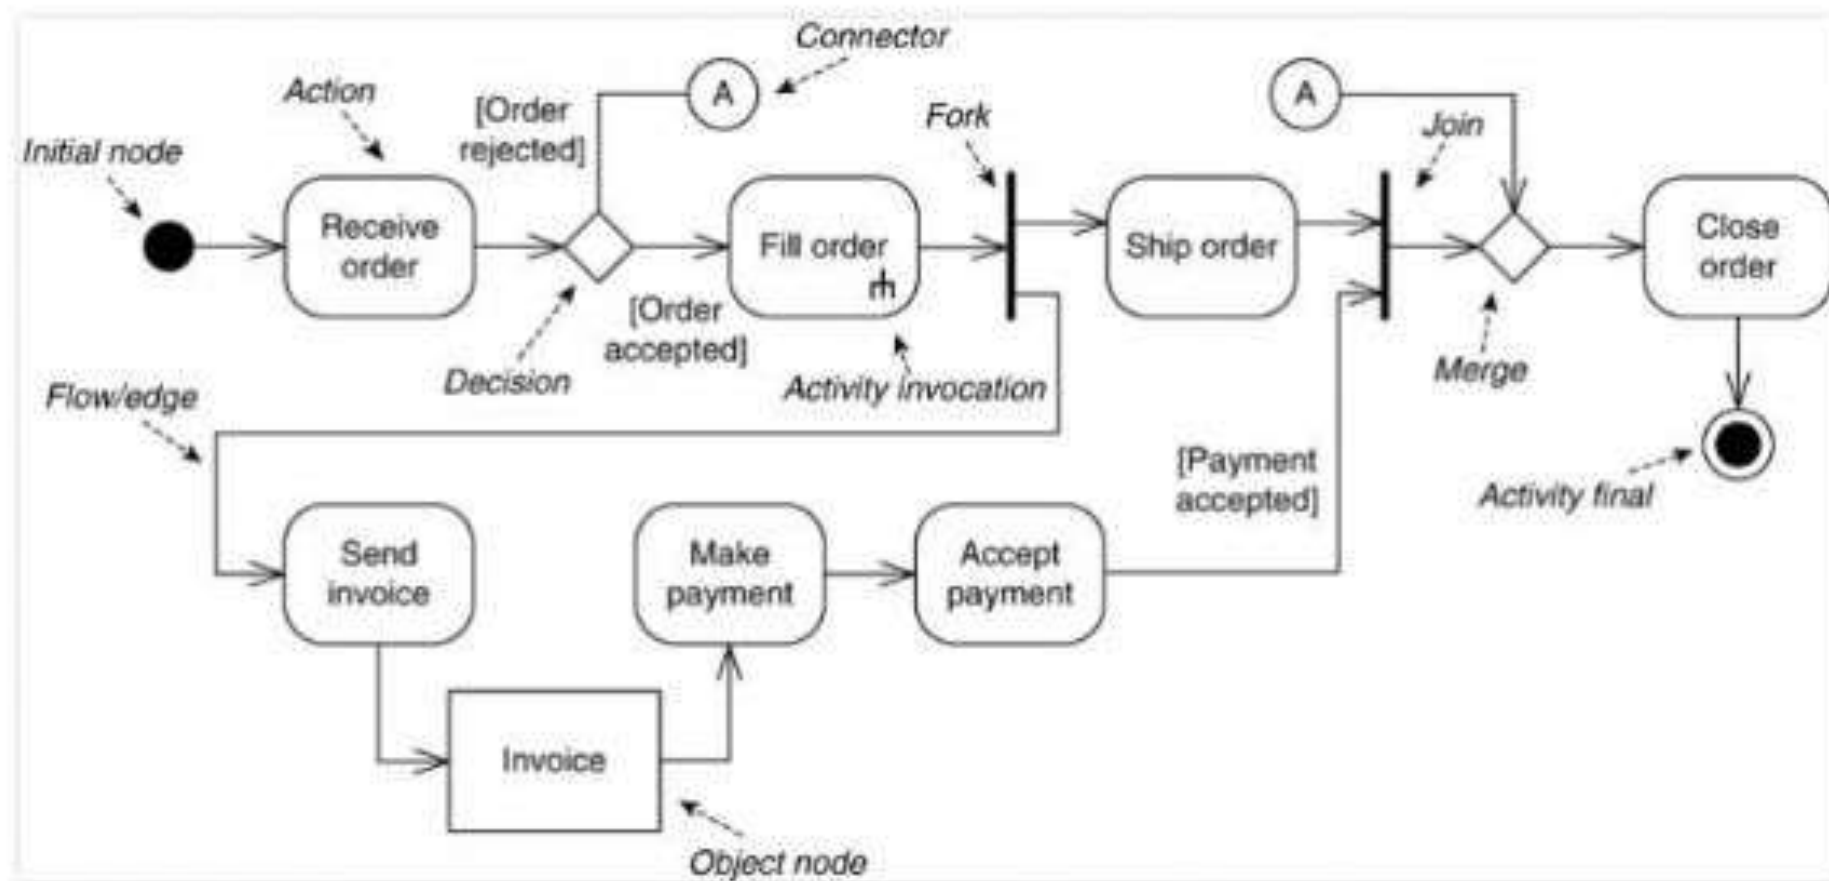 Connector
A
A
Action
[Order
rejected]
Fork
Join
Initial node
Receive
order
Fill order
Ship order
Close
order
[Order
accepted]
Decision
Activity invocation
Merge
Flow/edge
[Payment
accepted]
Activity final
Send
invoice
Make
payment
Accept
payment
Invoice
Object node